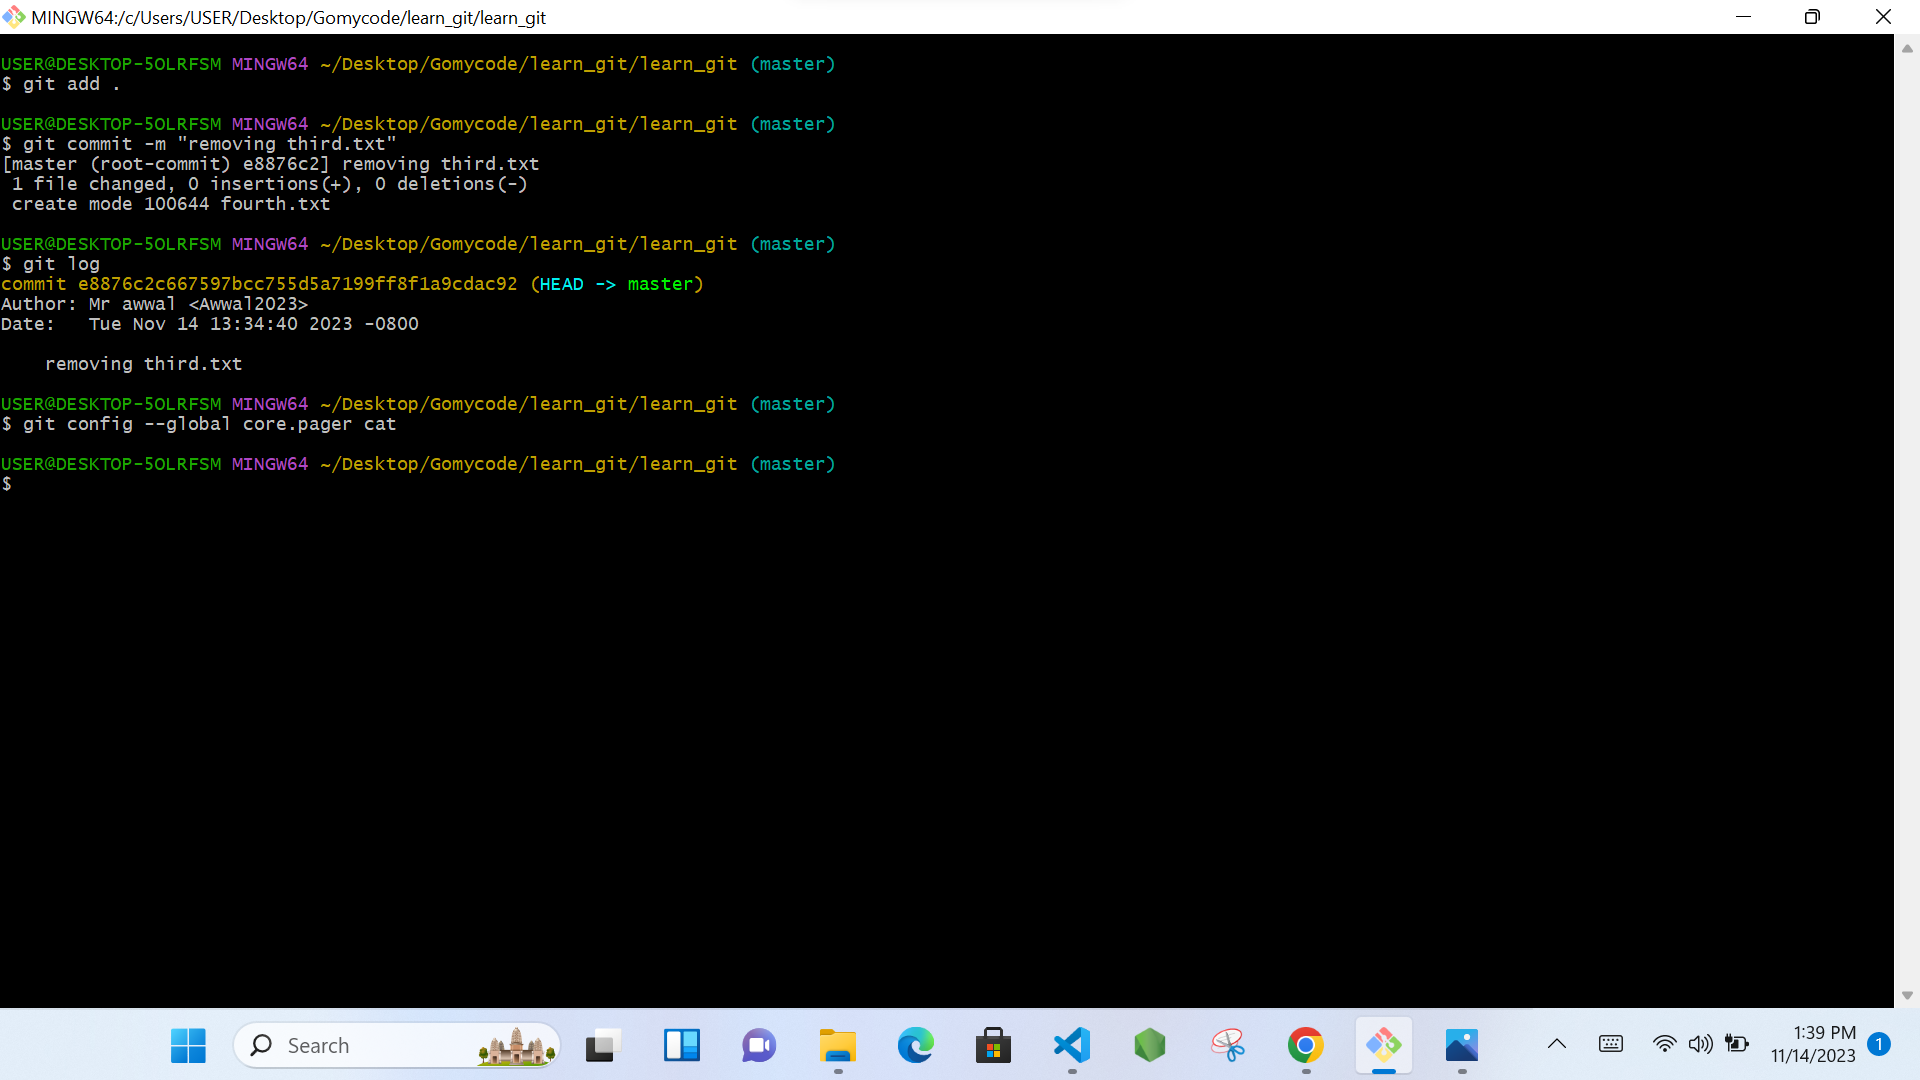 MINGW64:/c/Users/USER/Desktop/Gomycode/learn_git/learn_git
USER@DESKTOP-5OLRFSM MINGW64 ~/Desktop/Gomycode/learn_git/learn_git (master)
$ git add .
USER@DESKTOP-5OLRFSM MINGW64 ~/Desktop/Gomycode/learn_git/learn_git (master)
$ git commit -m "removing third.txt"
[master (root-commit) e8876c2] removing third.txt
 1 file changed, 0 insertions(+), 0 deletions(-)
 create mode 100644 fourth.txt
USER@DESKTOP-5OLRFSM MINGW64 ~/Desktop/Gomycode/learn_git/learn_git (master)
$ git log
commit e8876c2c667597bcc755d5a7199ff8f1a9cdac92 (HEAD -> master)
Author: Mr awwal <Awwal2023>
Date:   Tue Nov 14 13:34:40 2023 -0800
    removing third.txt
USER@DESKTOP-5OLRFSM MINGW64 ~/Desktop/Gomycode/learn_git/learn_git (master)
$ git config --global core.pager cat
USER@DESKTOP-5OLRFSM MINGW64 ~/Desktop/Gomycode/learn_git/learn_git (master)
$
Search
1:39 PM
11/14/2023
1